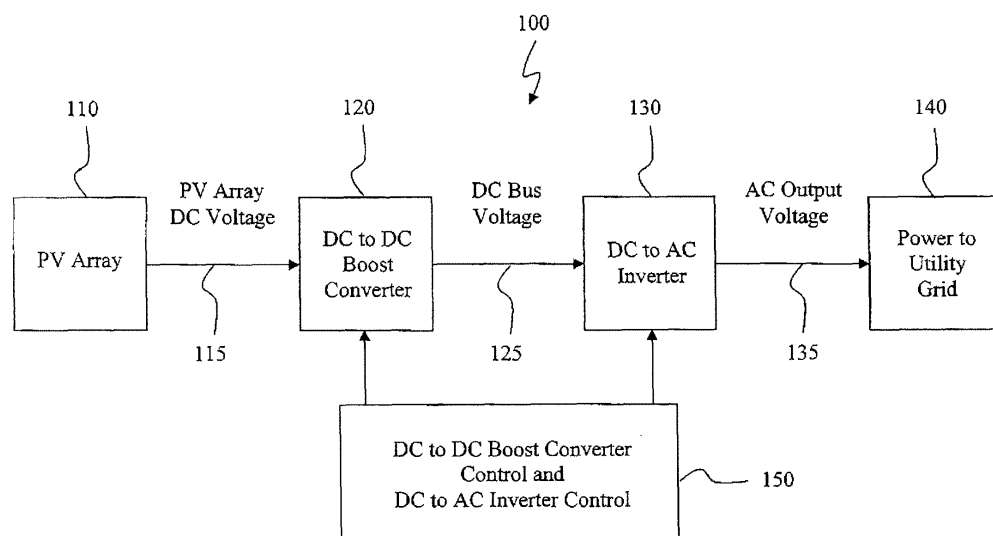 100
110
120
130
140
PV Array
DC Voltage
DC Bus
Voltage
AC Output
Voltage
PV Array
DC to DC
Boost
Converter
DC to AC
Inverter
Power to
Utility
Grid
115
125
135
DC to DC Boost Converter
Control and
DC to AC Inverter Control
150